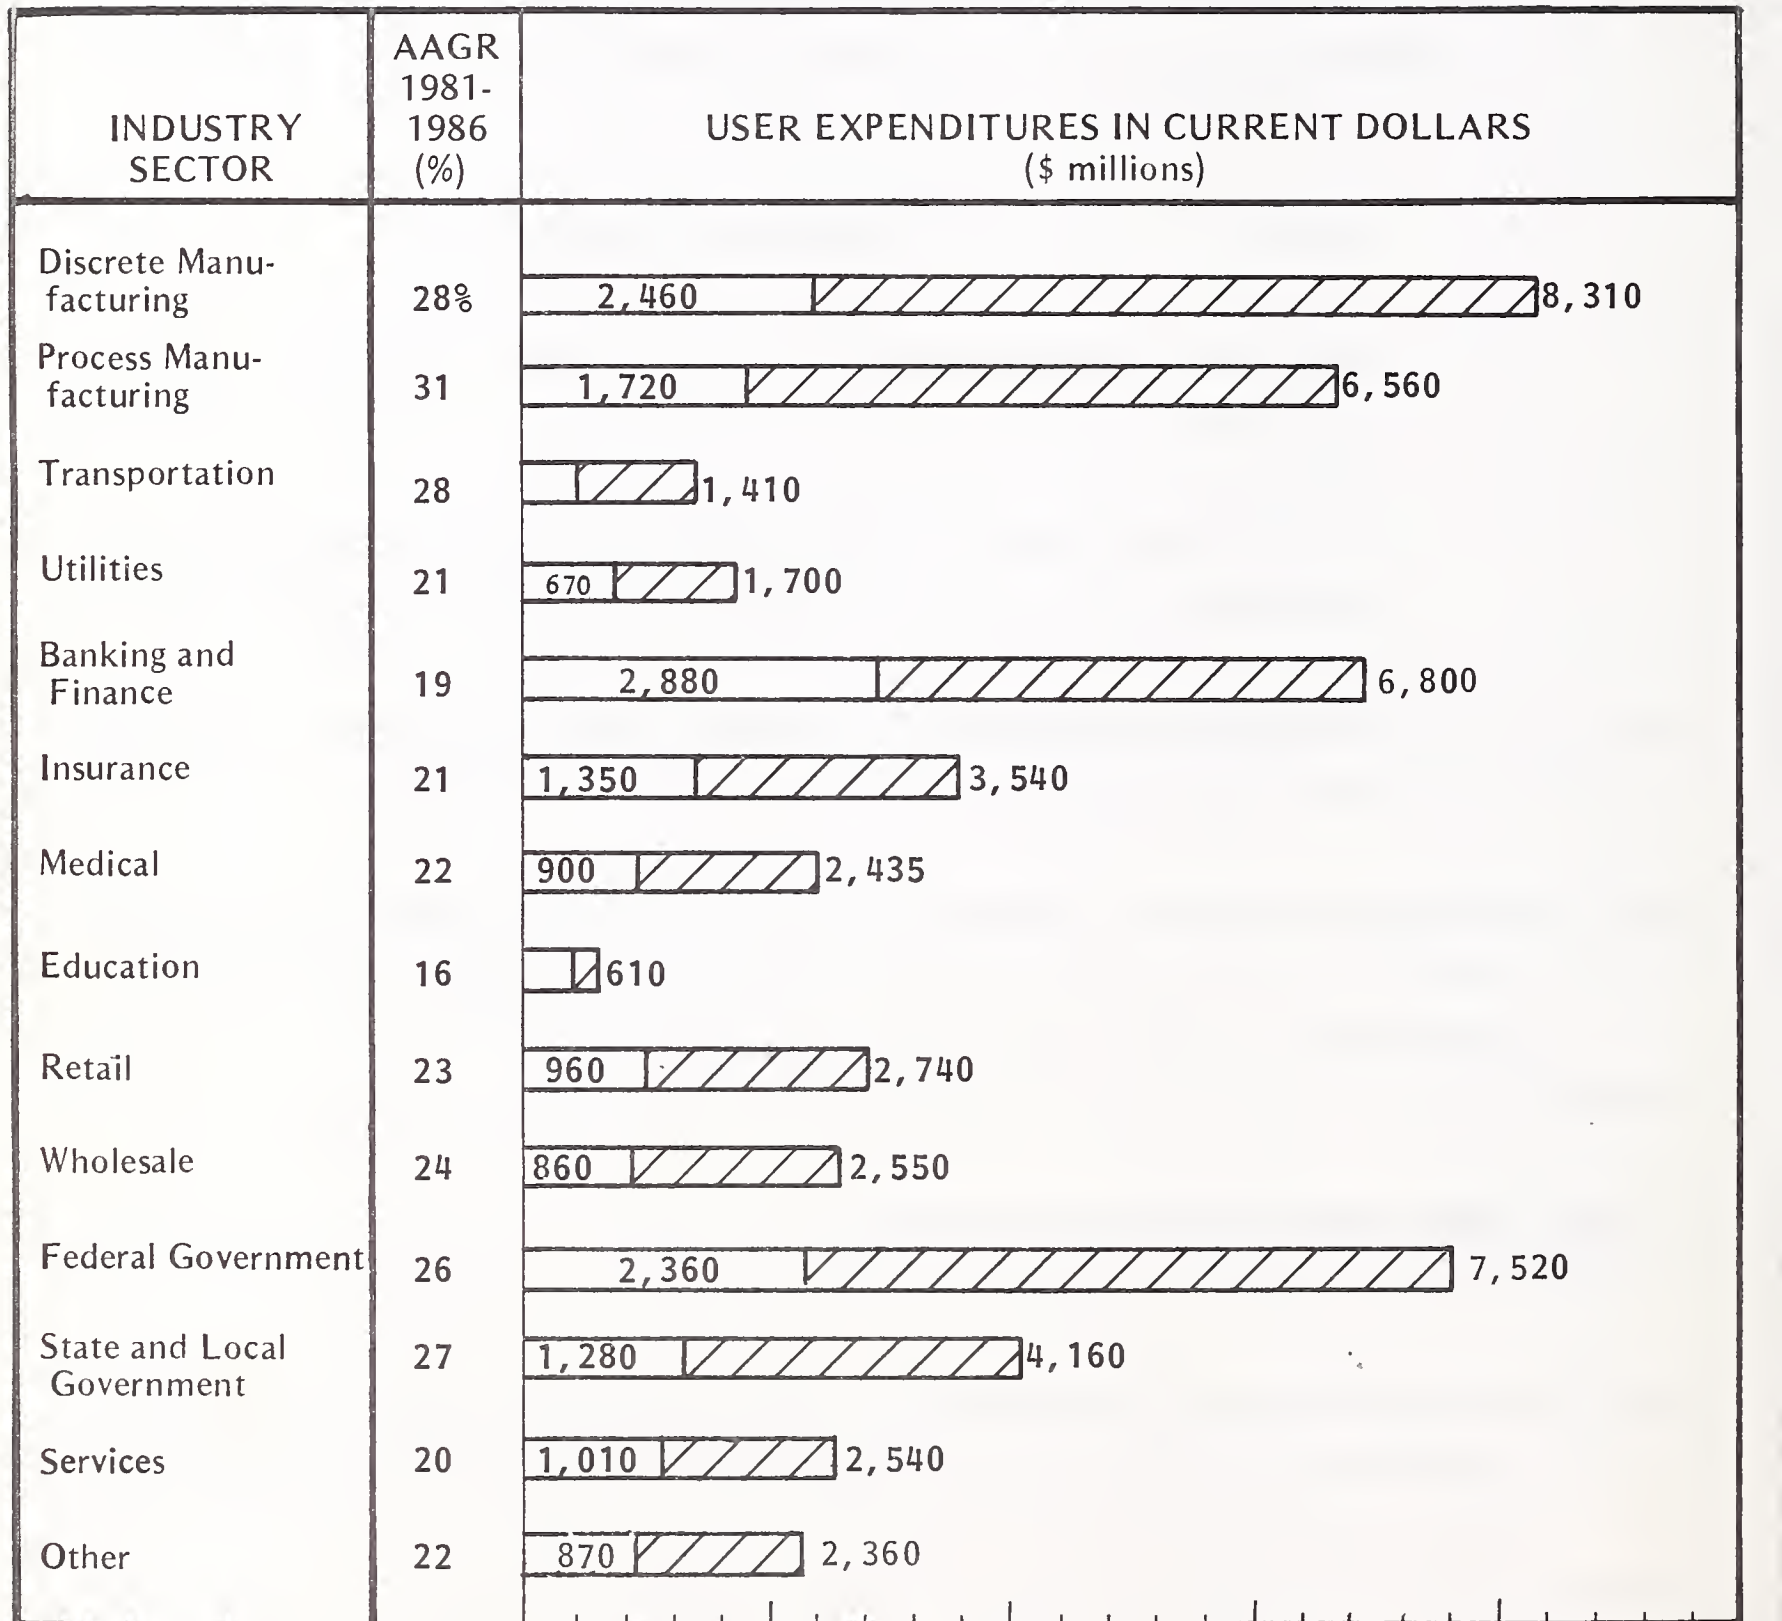 INDUSTRY
SECTOR
AAGR
1981-
1986
(%)
USER EXPENDITURES IN CURRENT DOLLARS
($ millions)
Discrete Manu-
facturing
28%
2,460
8,310
Process Manu-
facturing
31
1,720
6,560
Transportation
28
1,410
Utilities
21
670
1,700
Banking and
Finance
19
2,880
6,800
Insurance
21
1,350
3,540
Medical
22
900
2,435
Education
16
610
Retail
23
960
2,740
Wholesale
24
860
2,550
Federal Government
26
2,360
7,520
State and Local
Government
27
1,280
4,160
Services
20
1,010
2,540
Other
22
870
2,360